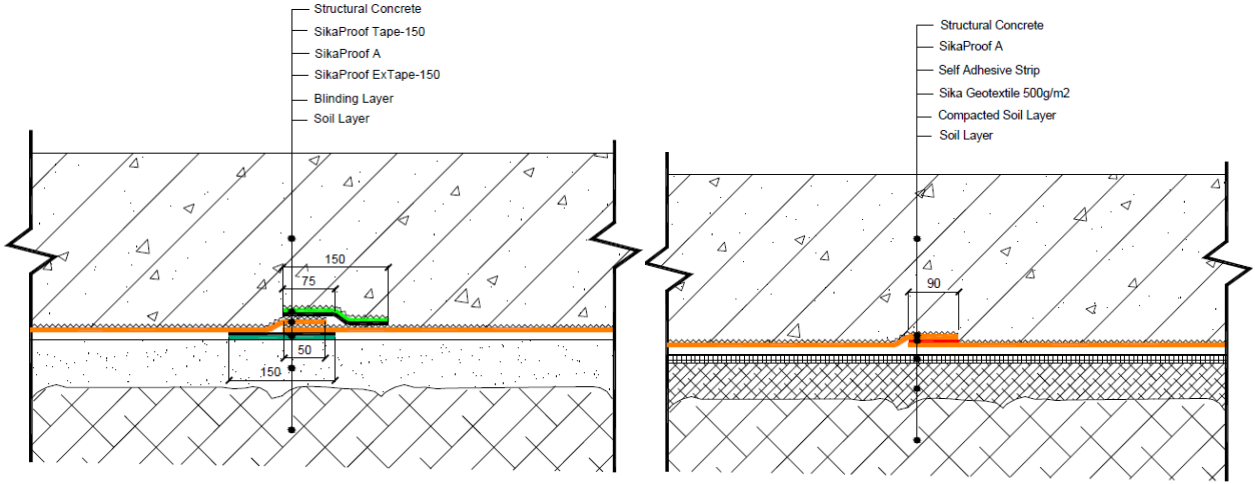 Structural Concrete
SikaProof Tape-150
SikaProof A
SikaProof ExTape-150
Blinding Layer
Soil Layer
150
75
50
150
Structural Concrete
SikaProof A
Self Adhesive Strip
Sika Geotextile 500g/m2
Compacted Soil Layer
Soil Layer
90